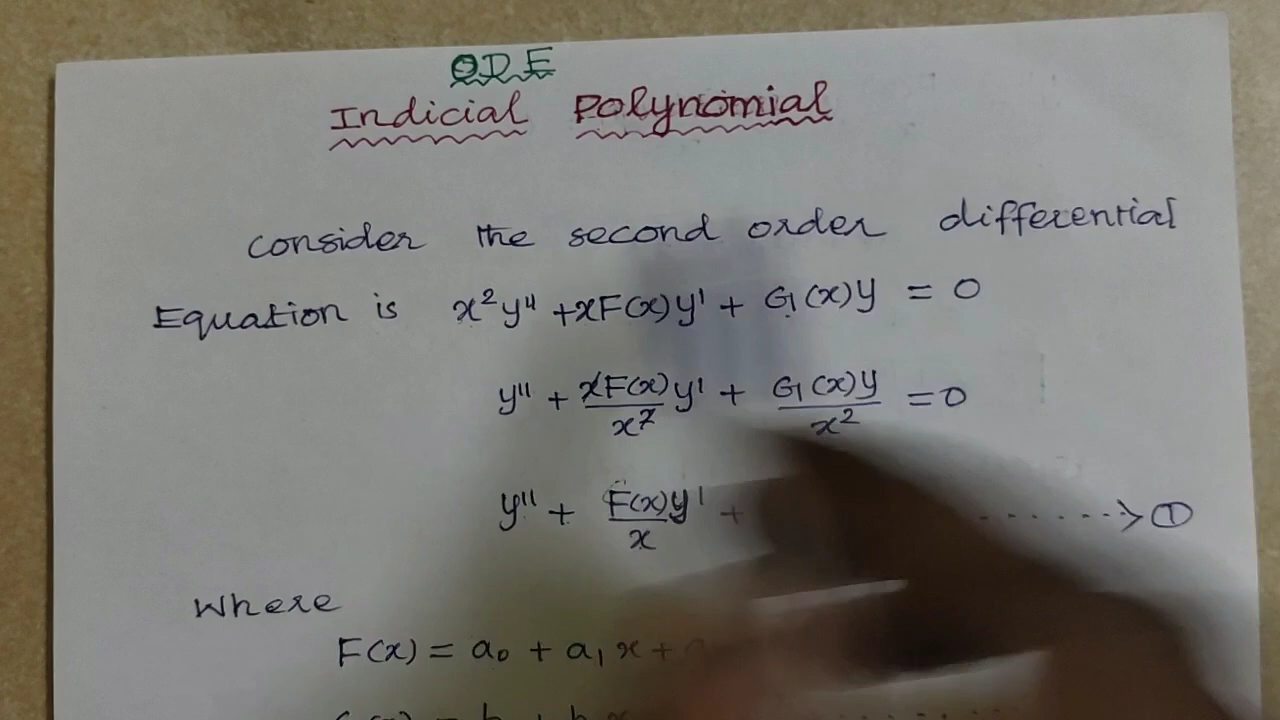 ODE
Indicial Polynomial
Consider the second order differential
Equation is x²y'' + xF(x)y' + G(x)y = 0
y'' + xF(x)/x² y' + G(x)y/x² = 0
y'' + F(x)y'/x + ......→ ①
Where
F(x) = a₀ + a₁x +